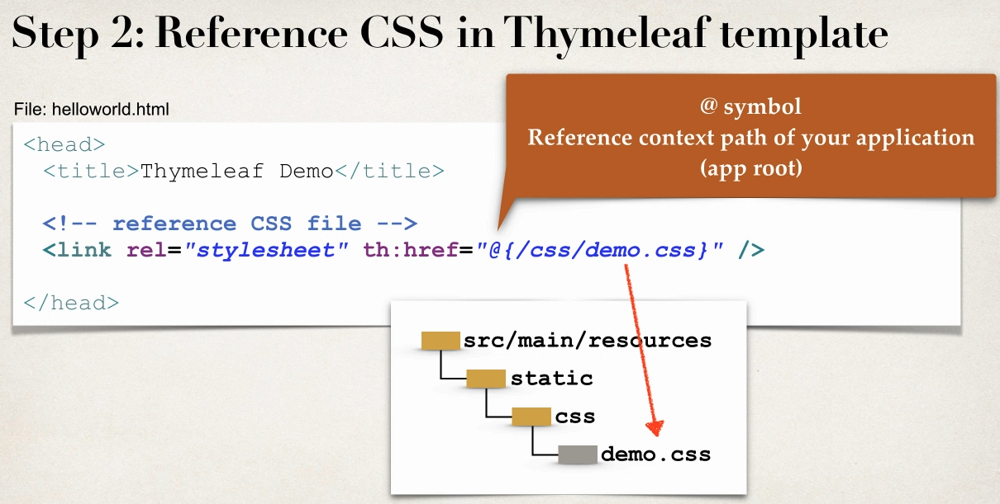 Step 2: Reference CSS in Thymeleaf template
File: helloworld.html
@ symbol
Reference context path of your application
(app root)
<head>
<title>Thymeleaf Demo</title>
<!-- reference CSS file -->
<link rel="stylesheet" th:href="@{/css/demo.css}" />
</head>
src/main/resources
static
css
demo.css